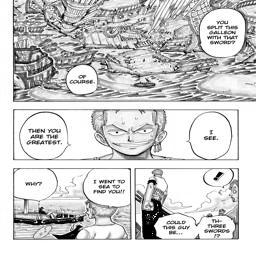 YOU
SPLIT THIS
GALLEON
WITH THAT
SWORD?
OF
COURSE.
I
SEE.
THEN YOU
ARE THE
GREATEST.
I WENT TO
SEA TO
FIND YOU!!
WHY?
TH-
THREE
SWORDS
!?
COULD
THIS GUY
BE...